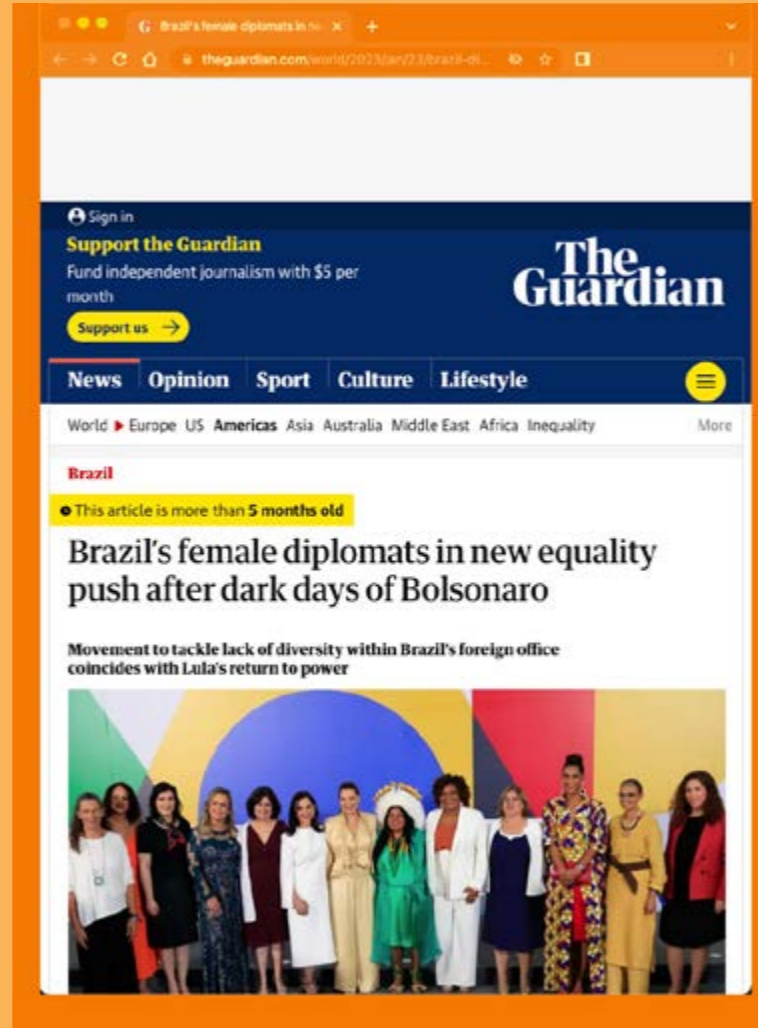 G Brazil's female diplomats in ne
theguardian.com/world/2023/jan/23/brazil-di...
Sign in
Support the Guardian
Fund independent journalism with $5 per
month
Support us →
The
Guardian
News Opinion Sport Culture Lifestyle
World ▶ Europe US Americas Asia Australia Middle East Africa Inequality More
Brazil
This article is more than 5 months old
Brazil's female diplomats in new equality
push after dark days of Bolsonaro
Movement to tackle lack of diversity within Brazil's foreign office
coincides with Lula's return to power